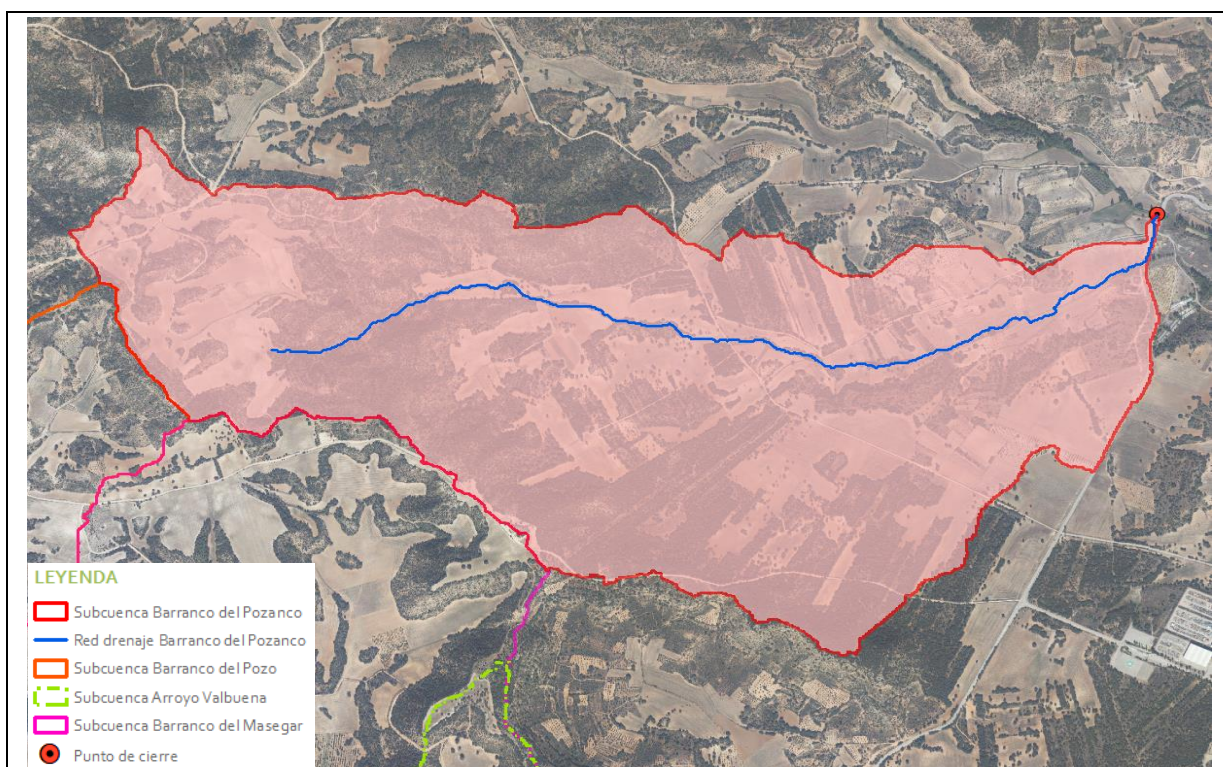 LEYENDA
Subcuenca Barranco del Pozanco
Red drenaje Barranco del Pozanco
Subcuenca Barranco del Pozo
Subcuenca Arroyo Valbuena
Subcuenca Barranco del Masegar
Punto de cierre